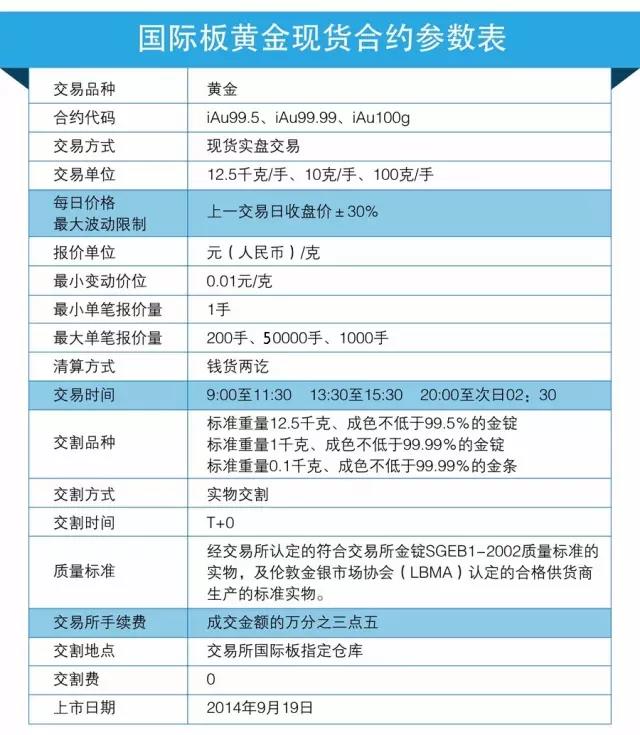 国际板黄金现货合约参数表
交易品种 黄金
合约代码 iAu99.5、iAu99.99、iAu100g
交易方式 现货实盘交易
交易单位 12.5千克/手、10克/手、100克/手
每日价格
最大波动限制 上一交易日收盘价±30%
报价单位 元（人民币）/克
最小变动价位 0.01元/克
最小单笔报价量 1手
最大单笔报价量 200手、50000手、1000手
清算方式 钱货两讫
交易时间 9:00至11:30 13:30至15:30 20:00至次日02；30
交割品种 标准重量12.5千克、成色不低于99.5%的金锭
标准重量1千克、成色不低于99.99%的金锭
标准重量0.1千克、成色不低于99.99%的金条
交割方式 实物交割
交割时间 T+0
质量标准 经交易所认定的符合交易所金锭SGEB1-2002质量标准的
实物，及伦敦金银市场协会（LBMA）认定的合格供货商
生产的标准实物。
交易所手续费 成交金额的万分之三点五
交割地点 交易所国际板指定仓库
交割费 0
上市日期 2014年9月19日